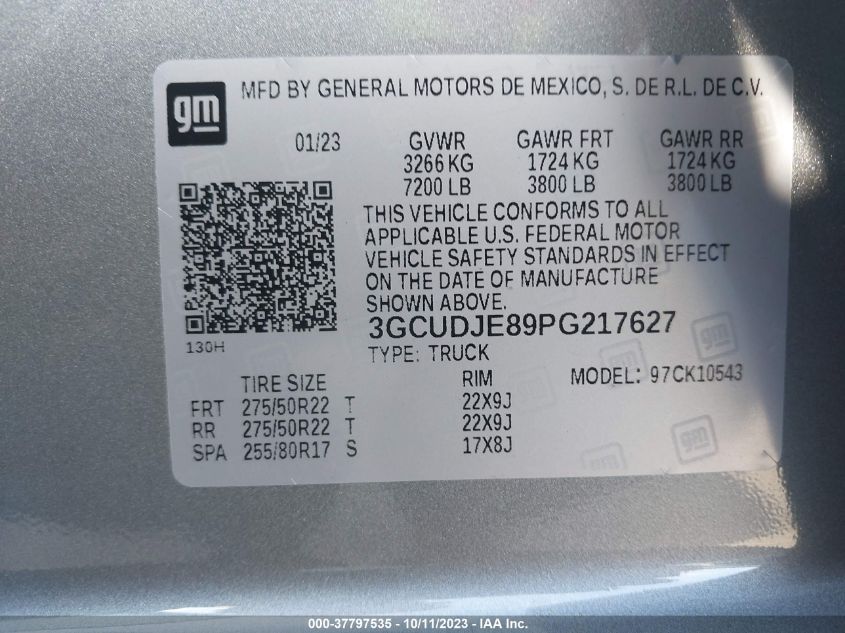 gm
MFD BY GENERAL MOTORS DE MEXICO, S. DE R.L. DE C.V.
01/23 GVWR GAWR FRT GAWR RR
3266 KG 1724 KG 1724 KG
7200 LB 3800 LB 3800 LB
THIS VEHICLE CONFORMS TO ALL
APPLICABLE U.S. FEDERAL MOTOR
VEHICLE SAFETY STANDARDS IN EFFECT
ON THE DATE OF MANUFACTURE
SHOWN ABOVE.
3GCUDJE89PG217627
130H
TYPE: TRUCK
MODEL: 97CK10543
TIRE SIZE RIM
FRT 275/50R22 T 22X9J
RR 275/50R22 T 22X9J
SPA 255/80R17 S 17X8J
000-37797535 - 10/11/2023 - IAA Inc.